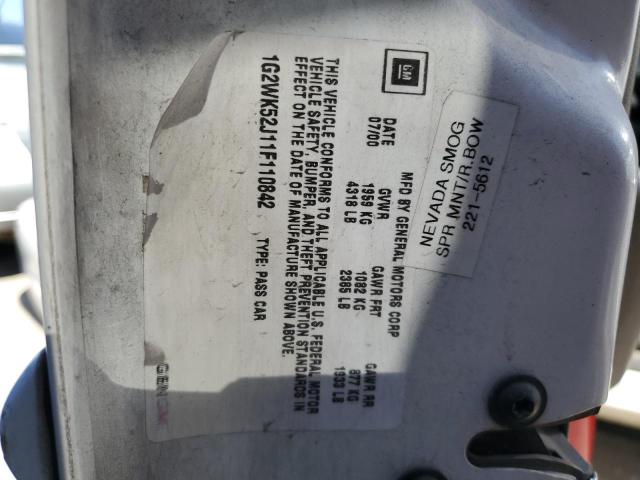 GM
MFD BY GENERAL MOTORS CORP
DATE GVWR GAWR FRT GAWR RR
07/00 1959 KG 1082 KG 877 KG
4318 LB 2385 LB 1933 LB
THIS VEHICLE CONFORMS TO ALL APPLICABLE U.S. FEDERAL MOTOR
VEHICLE SAFETY, BUMPER, AND THEFT PREVENTION STANDARDS IN
EFFECT ON THE DATE OF MANUFACTURE SHOWN ABOVE.
1G2WK52J11F110842 TYPE: PASS CAR
NEVADA SMOG
SPR MNT/R.BOW
221-5612